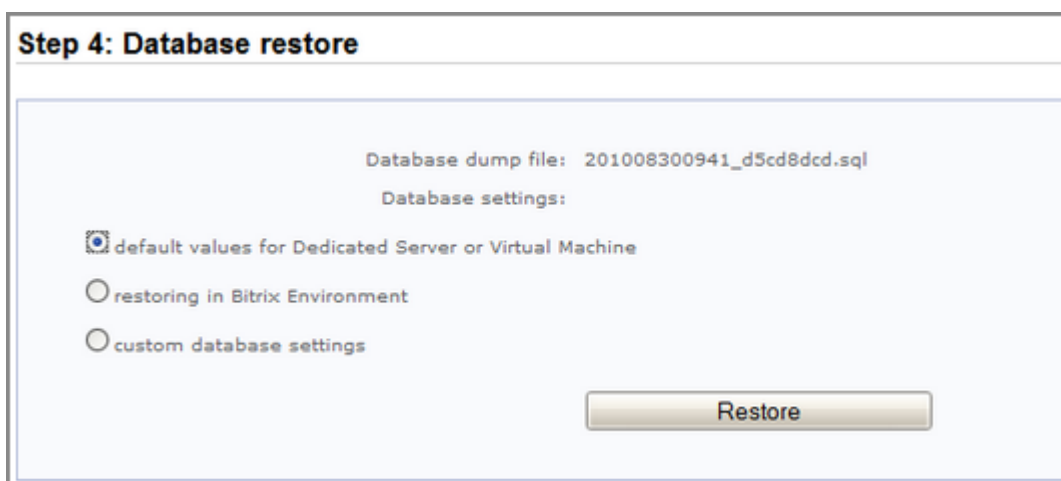 Step 4: Database restore
Database dump file: 201008300941_d5cd8dcd.sql
Database settings:
default values for Dedicated Server or Virtual Machine
restoring in Bitrix Environment
custom database settings
Restore